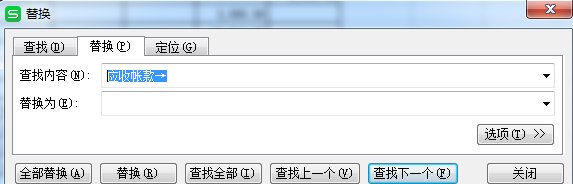 替换
查找(D) 替换(P) 定位(G)
查找内容(N): 应收帐款→
替换为(E):
选项(T) >>
全部替换(A) 替换(R) 查找全部(I) 查找上一个(V) 查找下一个(F) 关闭